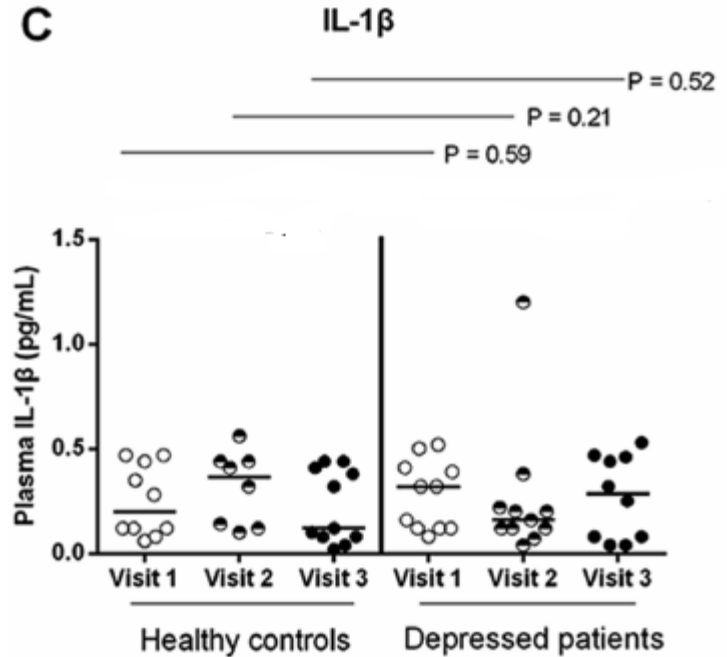 C
IL-1β
P = 0.52
P = 0.21
P = 0.59
Plasma IL-1β (pg/mL)
1.5
1.0
0.5
0.0
Visit 1 Visit 2 Visit 3 Visit 1 Visit 2 Visit 3
Healthy controls Depressed patients